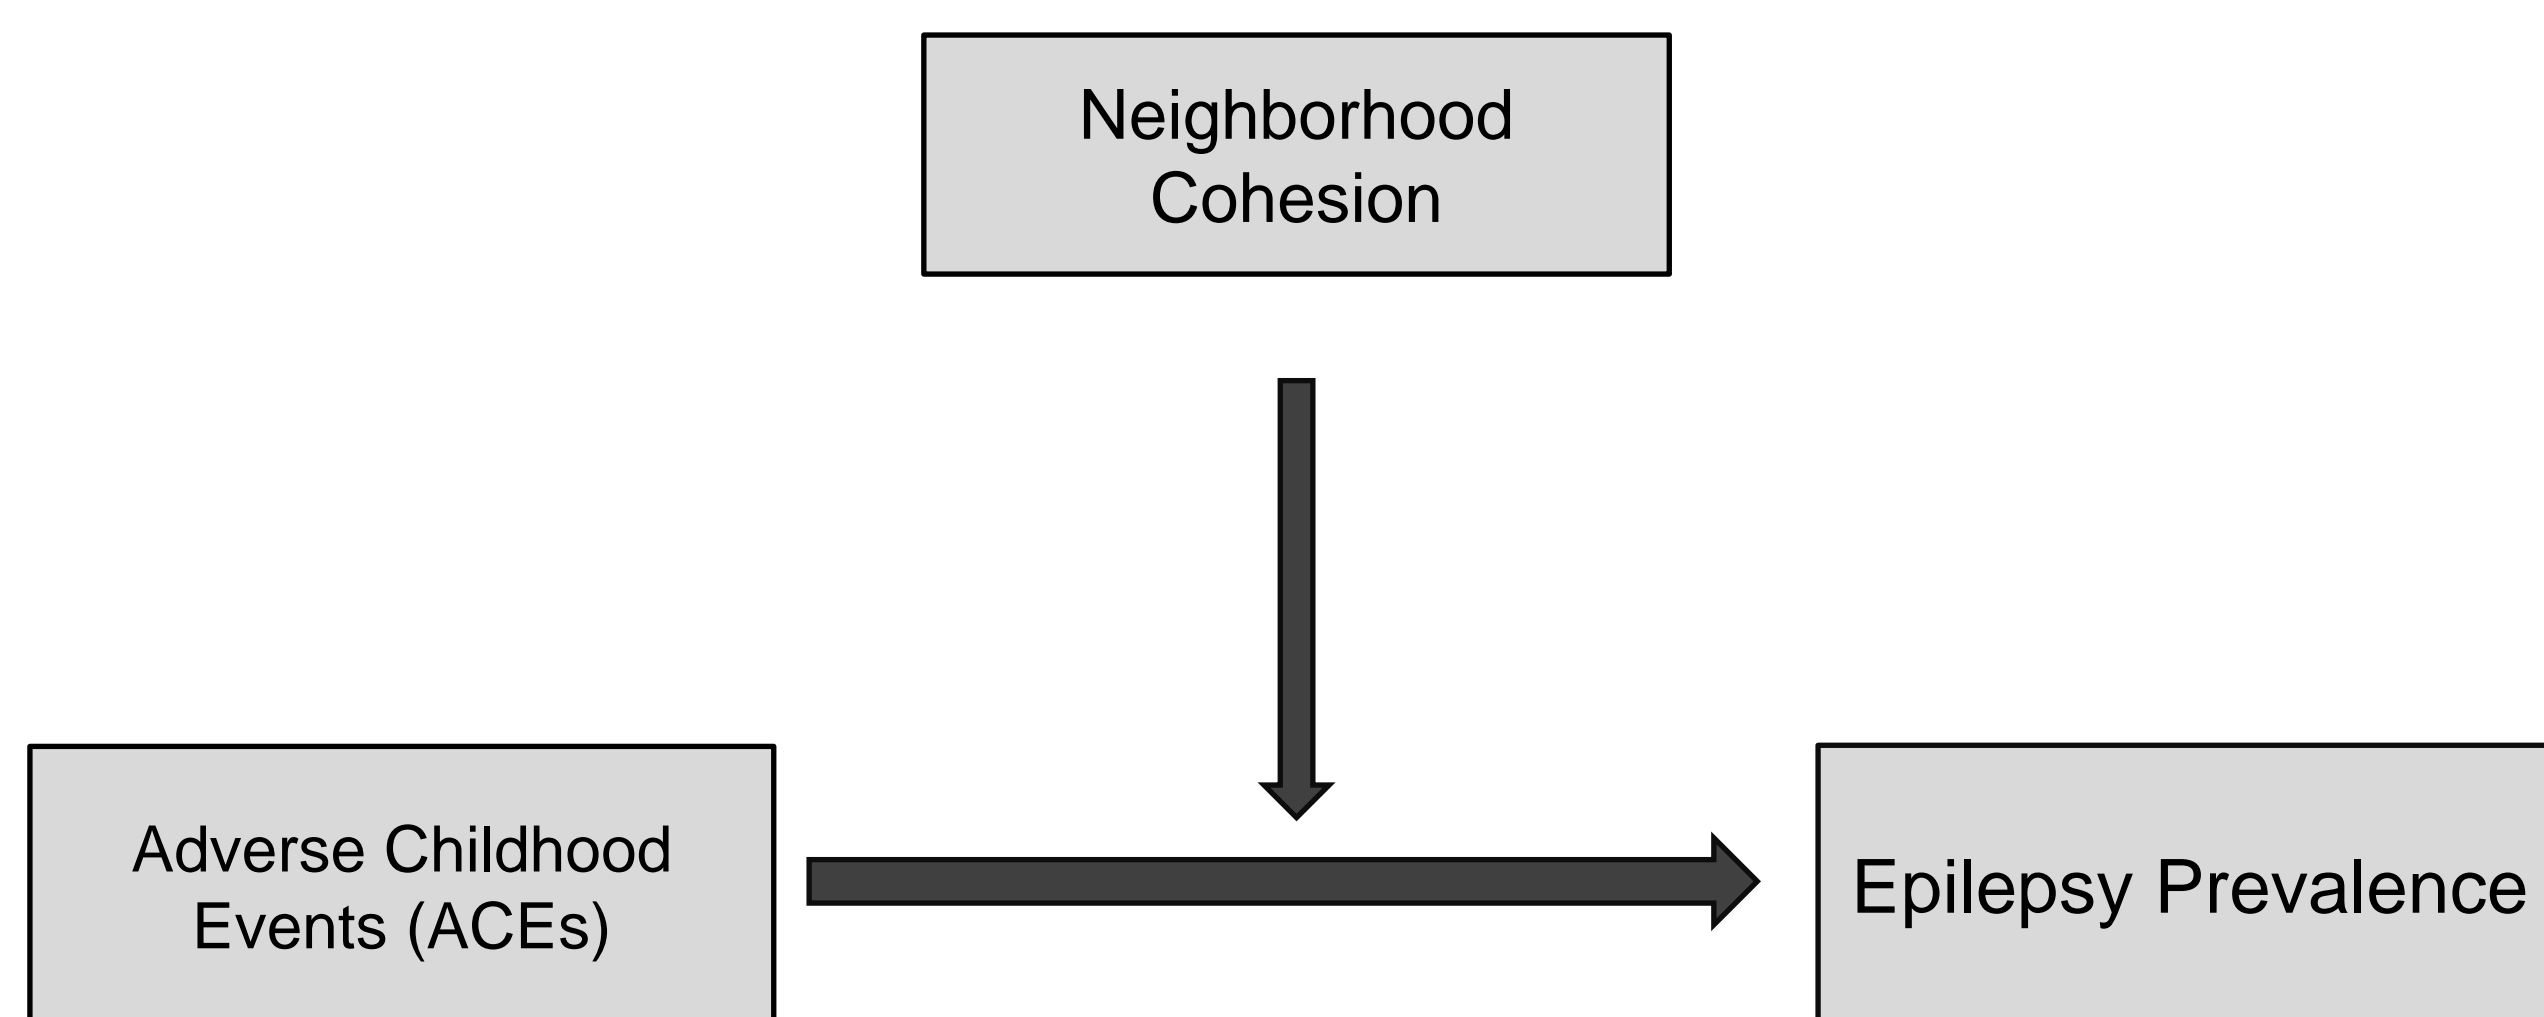 Neighborhood
Cohesion
Adverse Childhood
Events (ACEs)
Epilepsy Prevalence